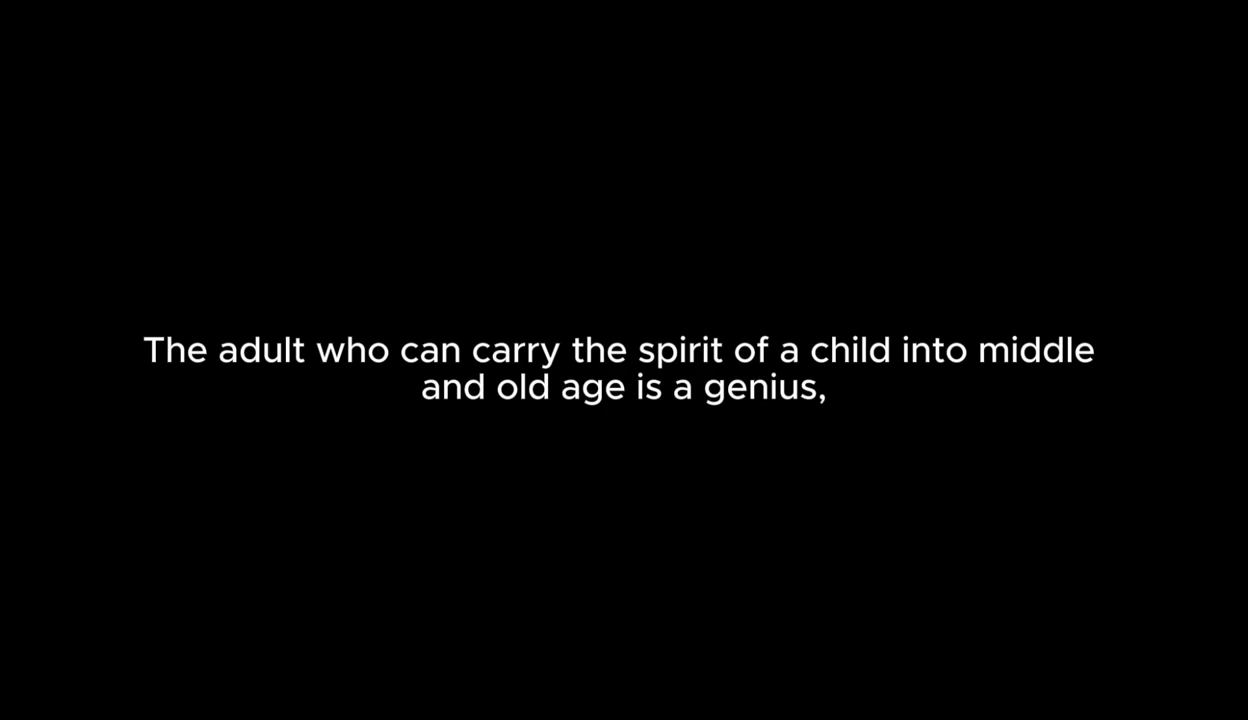 The adult who can carry the spirit of a child into middle
and old age is a genius,